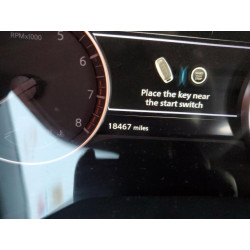 RPMx1000
5
6
7
8
Place the key near
the start switch
18467 miles